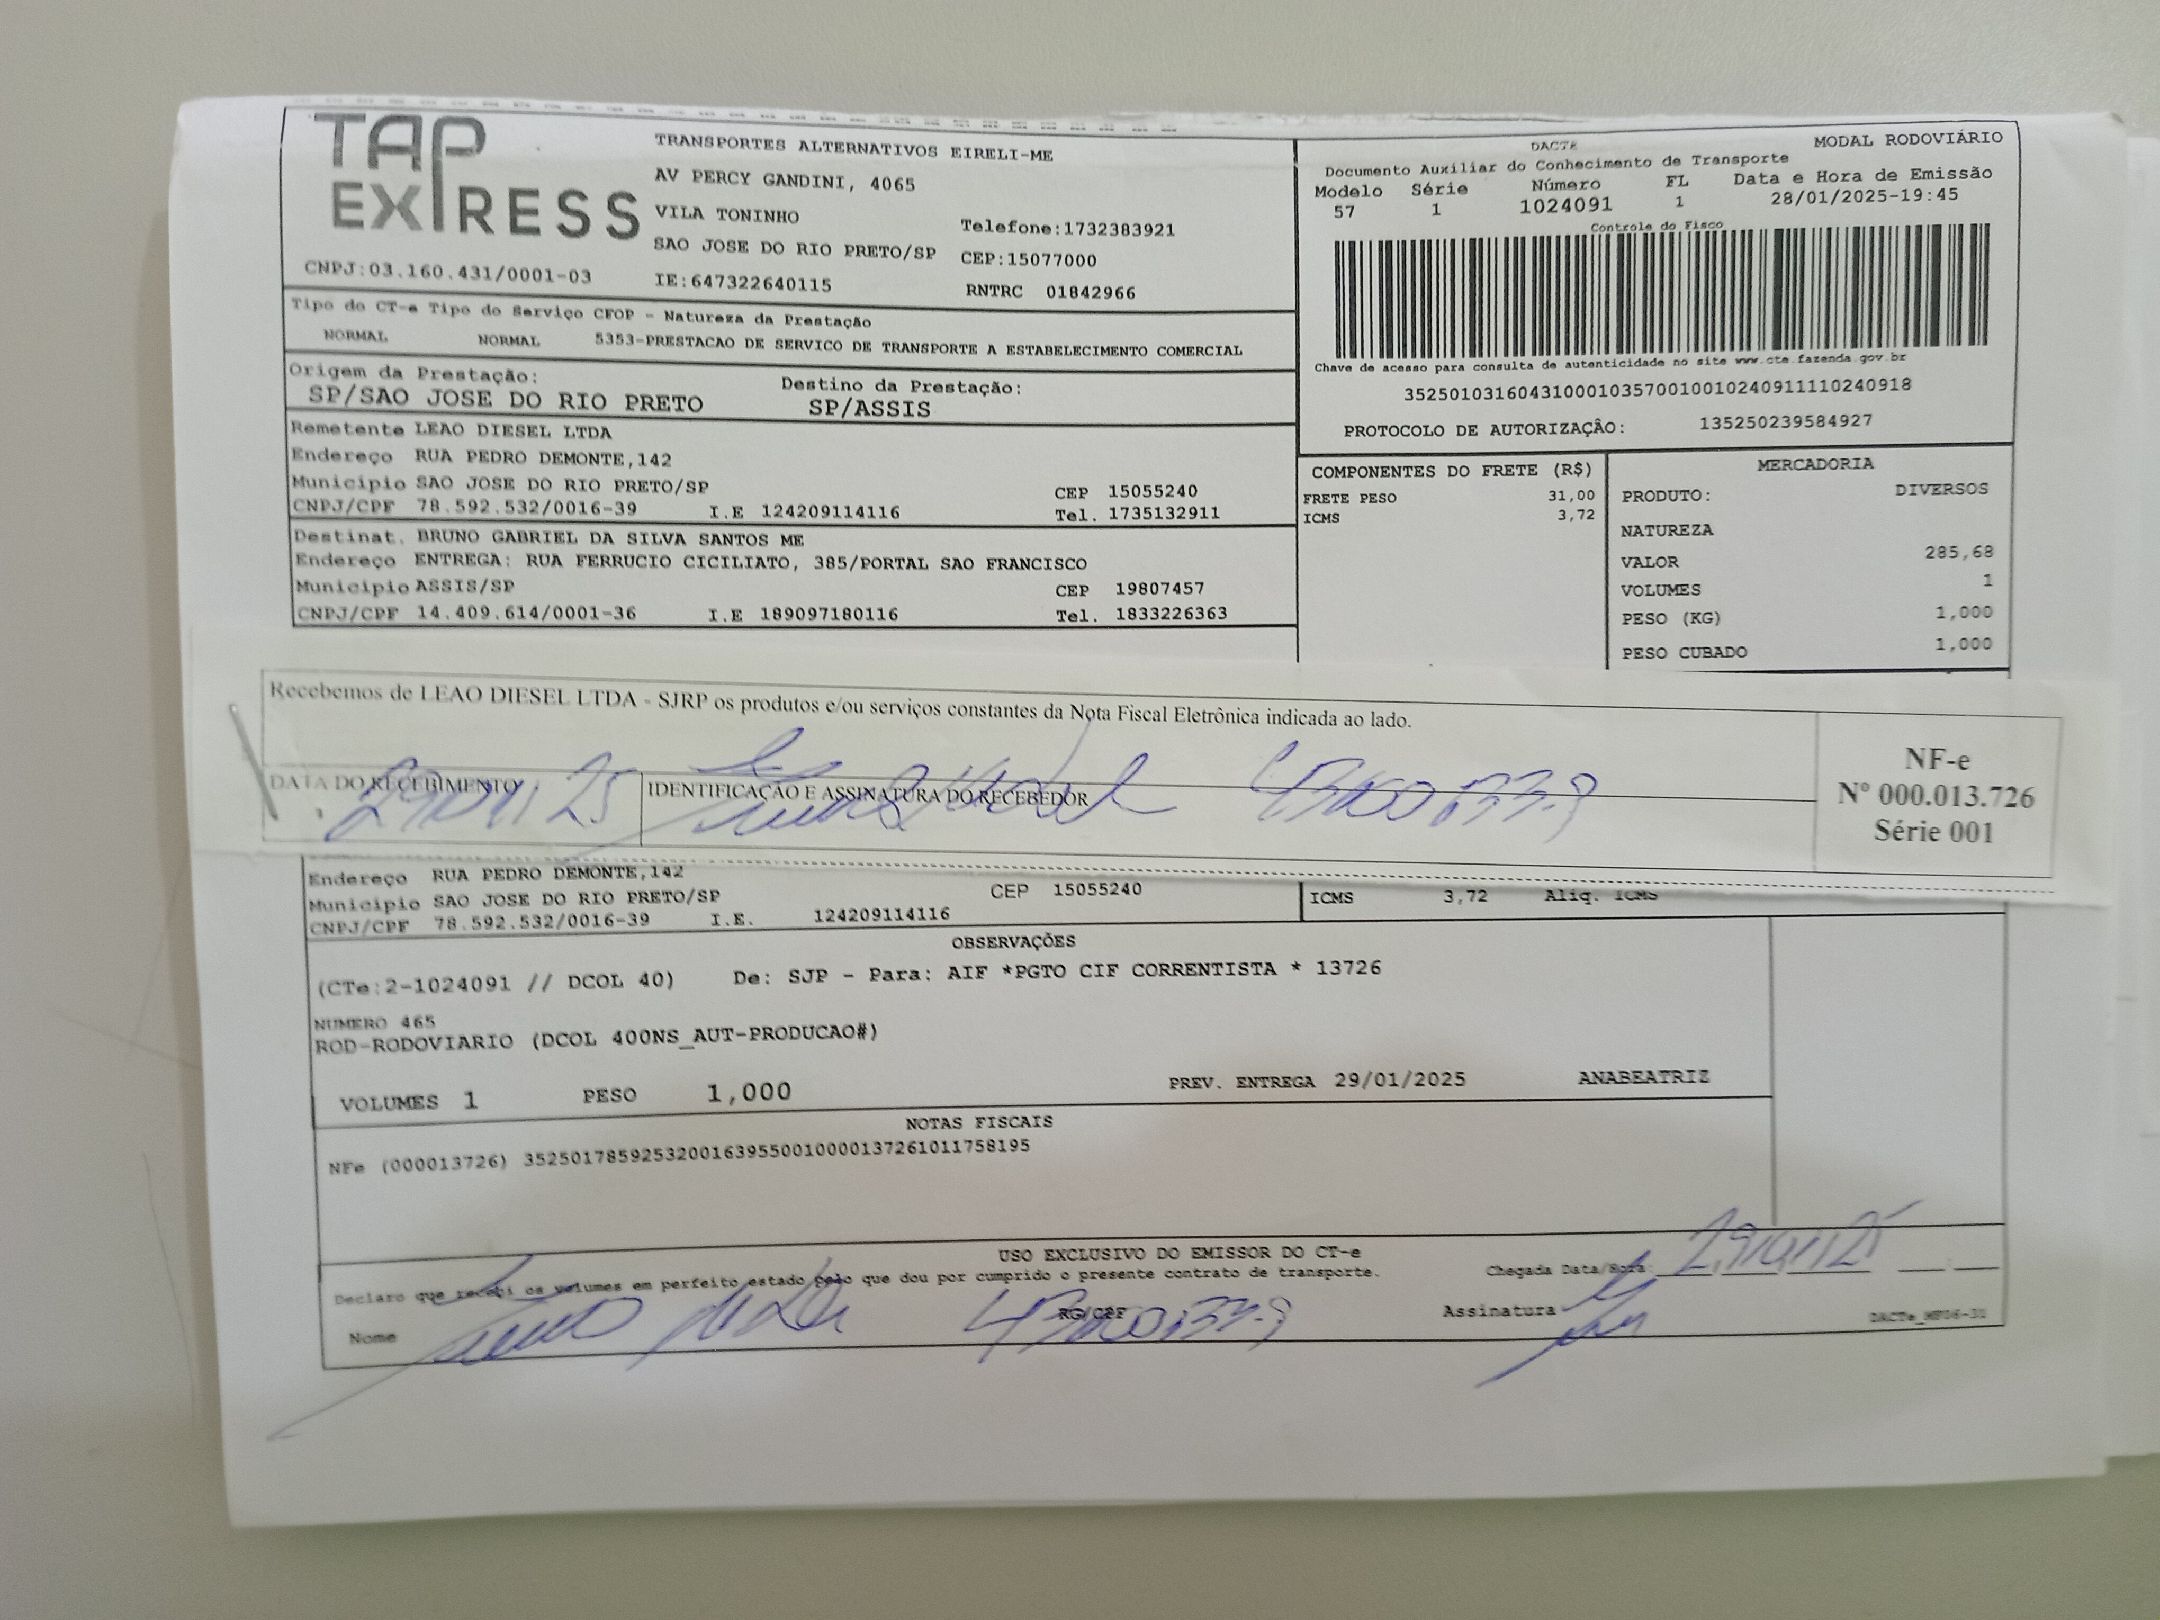 TAP
EXPRESS
TRANSPORTES ALTERNATIVOS EIRELI-ME
AV PERCY GANDINI, 4065
VILA TONINHO
Telefone:1732383921
SAO JOSE DO RIO PRETO/SP CEP:15077000
CNPJ:03.160.431/0001-03 IE:647322640115 RNTRC 01842966
DACTE MODAL RODOVIÁRIO
Documento Auxiliar do Conhecimento de Transporte
Modelo Série Número FL Data e Hora de Emissão
57 1 1024091 1 28/01/2025-19:45
Controle do Fisco
Chave de acesso para consulta de autenticidade no site www.cte.fazenda.gov.br
35250103160431000103570010010240911110240918
PROTOCOLO DE AUTORIZAÇÂO: 135250239584927
Tipo do CT-e Tipo do Serviço CFOP - Natureza da Prestação
NORMAL NORMAL 5353-PRESTACAO DE SERVICO DE TRANSPORTE A ESTABELECIMENTO COMERCIAL
Origem da Prestação: Destino da Prestação:
SP/SAO JOSE DO RIO PRETO SP/ASSIS
Remetente LEAO DIESEL LTDA
Endereço RUA PEDRO DEMONTE,142
Municipio SAO JOSE DO RIO PRETO/SP CEP 15055240
CNPJ/CPF 78.592.532/0016-39 I.E 124209114116 Tel. 1735132911
Destinat. BRUNO GABRIEL DA SILVA SANTOS ME
Endereço ENTREGA: RUA FERRUCIO CICILIATO, 385/PORTAL SAO FRANCISCO
Municipio ASSIS/SP CEP 19807457
CNPJ/CPF 14.409.614/0001-36 I.E 189097180116 Tel. 1833226363
COMPONENTES DO FRETE (R$)
FRETE PESO 31,00
ICMS 3,72
MERCADORIA
PRODUTO: DIVERSOS
NATUREZA
VALOR 285,68
VOLUMES 1
PESO (KG) 1,000
PESO CUBADO 1,000
Recebemos de LEAO DIESEL LTDA - SJRP os produtos e/ou serviços constantes da Nota Fiscal Eletrônica indicada ao lado.
DATA DO RECEBIMENTO IDENTIFICAÇÃO E ASSINATURA DO RECEBEDOR
29/01/25
NF-e
Nº 000.013.726
Série 001
Endereço RUA PEDRO DEMONTE,142
Municipio SAO JOSE DO RIO PRETO/SP CEP 15055240
CNPJ/CPF 78.592.532/0016-39 I.E. 124209114116
ICMS 3,72 Aliq. ICMS
OBSERVAÇÕES
(CTe:2-1024091 // DCOL 40) De: SJP - Para: AIF *PGTO CIF CORRENTISTA * 13726
NUMERO 465
ROD-RODOVIARIO (DCOL 400NS_AUT-PRODUCAO#)
VOLUMES 1 PESO 1,000 PREV. ENTREGA 29/01/2025 ANABEATRIZ
NOTAS FISCAIS
NFe (000013726) 35250178592532001639550010000137261011758195
USO EXCLUSIVO DO EMISSOR DO CT-e
Declaro que recebi os volumes em perfeito estado pelo que dou por cumprido o presente contrato de transporte.
Chegada Data/Hora: 29/01/25
Nome RG/CPF Assinatura